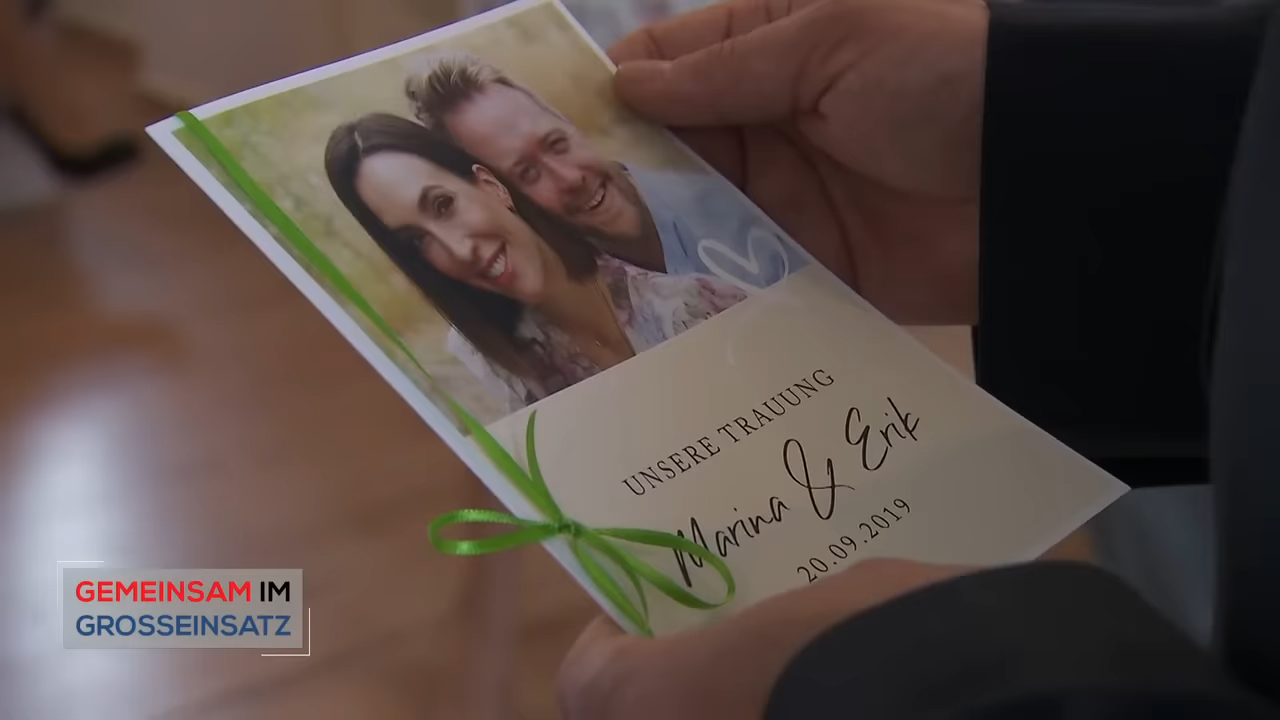 UNSERE TRAUUNG
Marina & Erik
20.09.2019
GEMEINSAM IM
GROSSEINSATZ